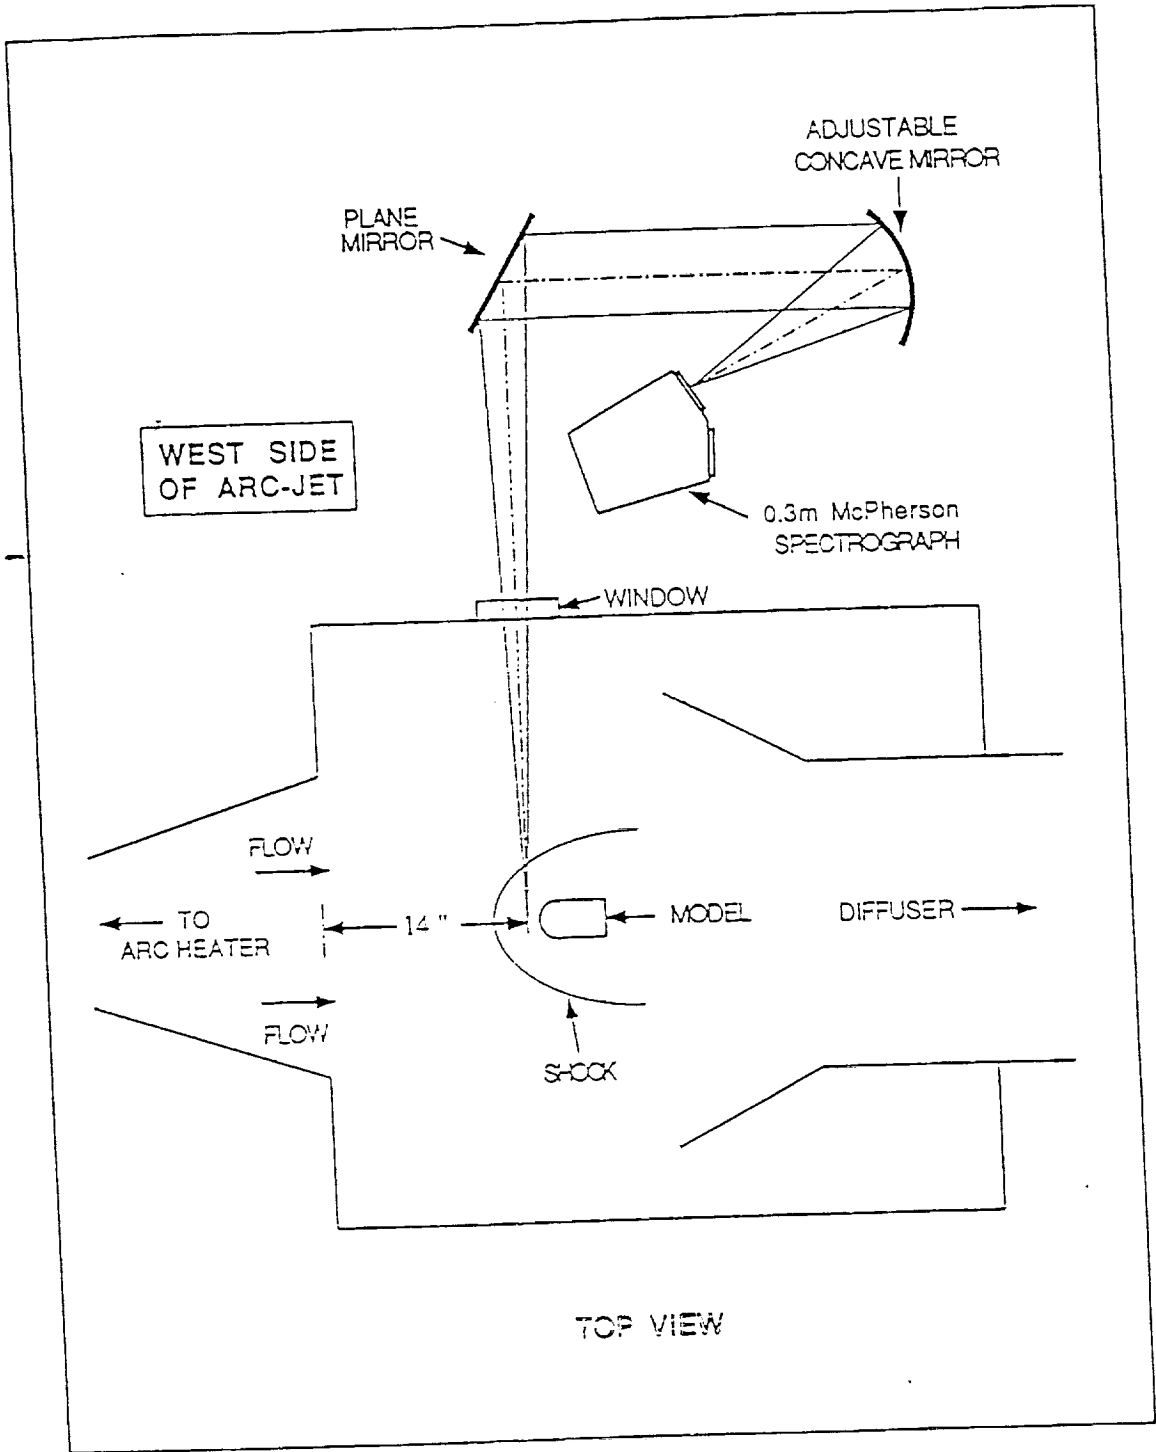 ADJUSTABLE
CONCAVE MIRROR
PLANE
MIRROR
WEST SIDE
OF ARC-JET
0.3m McPherson
SPECTROGRAPH
WINDOW
FLOW
TO
ARC HEATER
14 "
MODEL
DIFFUSER
FLOW
SHOCK
TOP VIEW